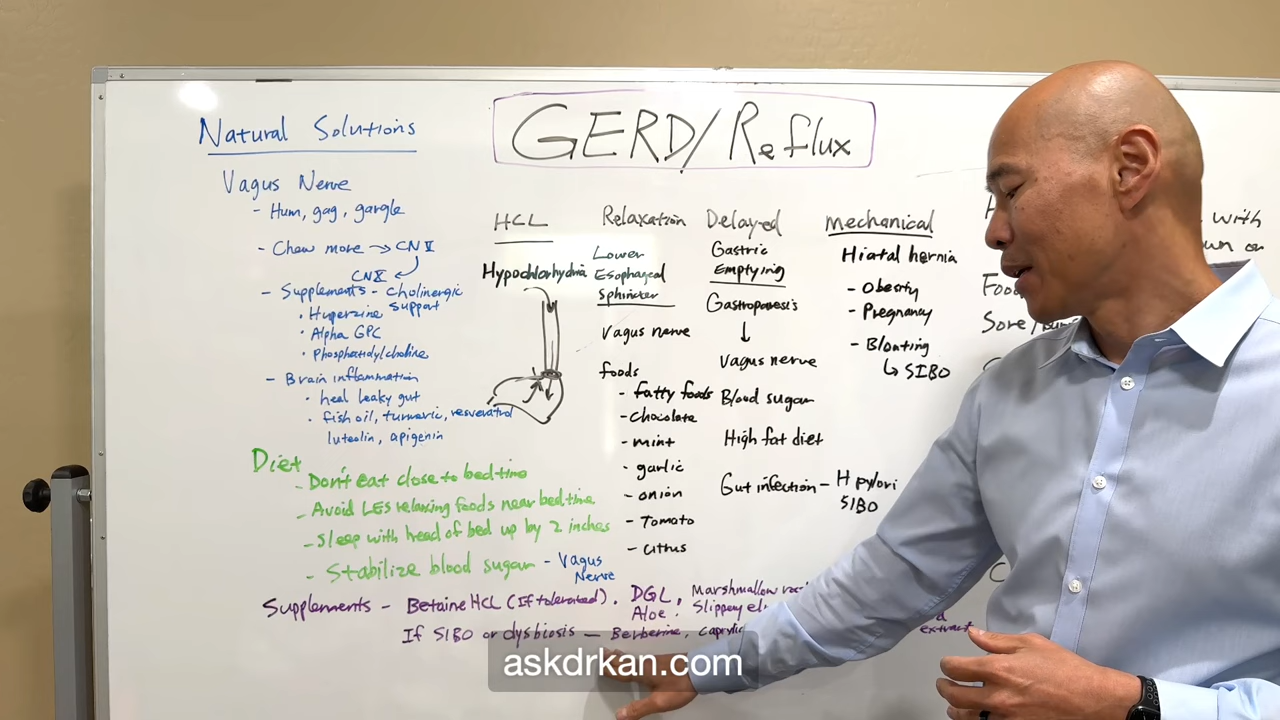 GERD/Reflux
Natural Solutions
Vagus Nerve
- Hum, gag, gargle
- Chew more → CN V
CN X
- Supplements - cholinergic support
• Huperzine
• Alpha GPC
• Phosphatidylcholine
- Brain inflammation
• heal leaky gut
• fish oil, turmeric, resveratrol
luteolin, apigenin
Diet
- Don't eat close to bedtime
- Avoid LES relaxing foods near bedtime
- Sleep with head of bed up by 2 inches
- Stabilize blood sugar - Vagus Nerve
Supplements - Betaine HCL (If tolerated), DGL, Marshmallow
Aloe, Slippery
If SIBO or dysbiosis - Berberine,
extract
HCL
Hypochlorhydria
Relaxation
Lower
Esophageal
Sphincter
Vagus nerve
foods
- fatty foods
- chocolate
- mint
- garlic
- onion
- Tomato
- citrus
Delayed
Gastric
Emptying
Gastroparesis
↓
Vagus nerve
Blood sugar
High fat diet
Gut infection - H pylori
SIBO
mechanical
Hiatal hernia
- Obesity
- Pregnancy
- Bloating
↳ SIBO
with
Sore/
askdrkan.com